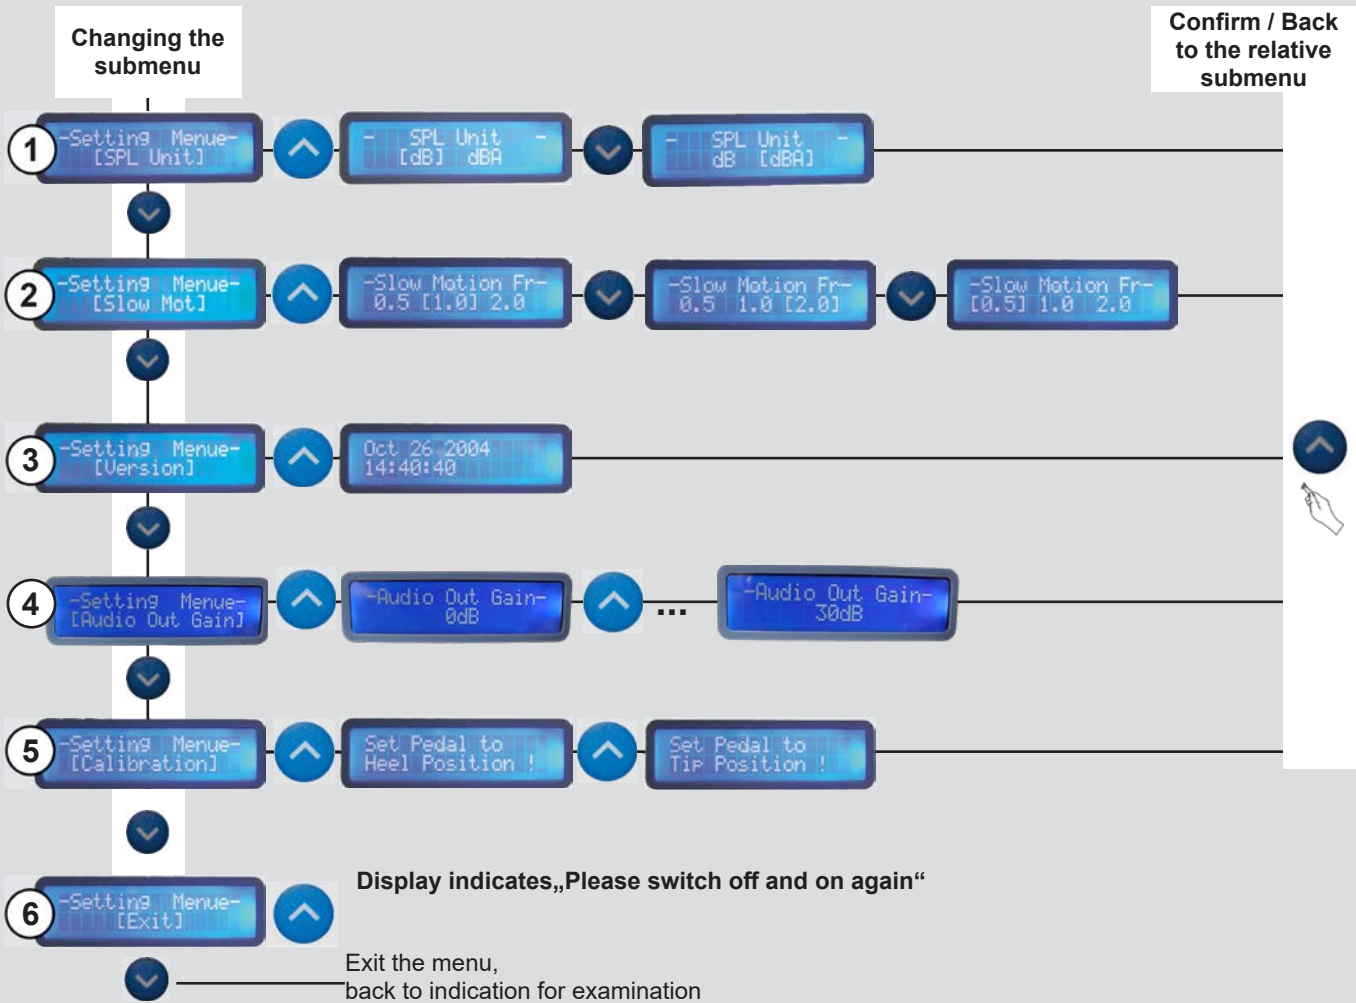 Changing the
submenu
Confirm / Back
to the relative
submenu
1
-Setting Menue-
[SPL Unit]
- SPL Unit -
[dB] dBA
- SPL Unit -
dB [dBA]
2
-Setting Menue-
[Slow Mot]
-Slow Motion Fr-
0.5 [1.0] 2.0
-Slow Motion Fr-
0.5 1.0 [2.0]
-Slow Motion Fr-
[0.5] 1.0 2.0
3
-Setting Menue-
[Version]
Oct 26 2004
14:40:40
4
-Setting Menue-
[Audio Out Gain]
-Audio Out Gain-
0dB
...
-Audio Out Gain-
30dB
5
-Setting Menue-
[Calibration]
Set Pedal to
Heel Position !
Set Pedal to
Tip Position !
6
-Setting Menue-
[Exit]
Display indicates„Please switch off and on again“
Exit the menu,
back to indication for examination